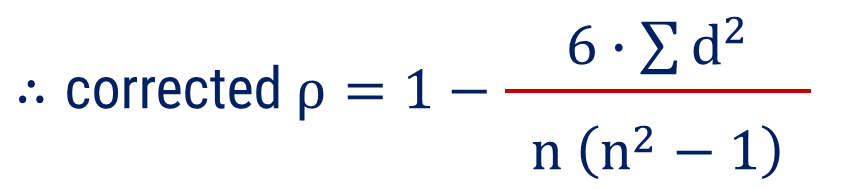 ∴ corrected ρ = 1 − 6 · ∑ d² / n (n² − 1)